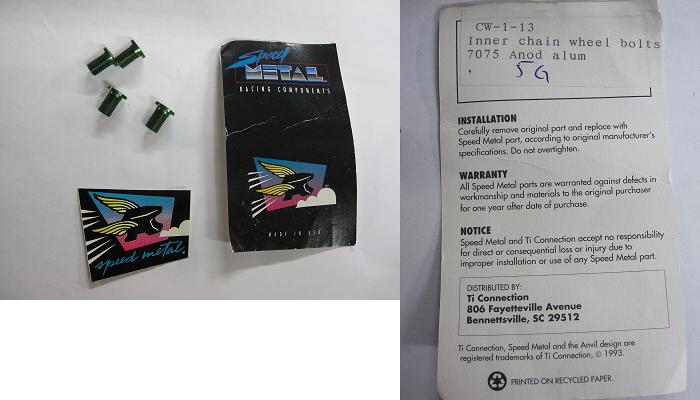 Speed
METAL
RACING COMPONENTS
MADE IN USA
speed metal
CW-1-13
Inner chain wheel bolts
7075 Anod alum
5G
INSTALLATION
Carefully remove original part and replace with
Speed Metal part, according to original manufacturer's
specifications. Do not overtighten.
WARRANTY
All Speed Metal parts are warranted against defects in
workmanship and materials to the original purchaser
for one year after date of purchase.
NOTICE
Speed Metal and Ti Connection accept no responsibility
for direct or consequential loss or injury due to
improper installation or use of any Speed Metal part.
DISTRIBUTED BY:
Ti Connection
806 Fayetteville Avenue
Bennettsville, SC 29512
Ti Connection, Speed Metal and the Anvil design are
registered trademarks of Ti Connection, © 1993.
PRINTED ON RECYCLED PAPER.